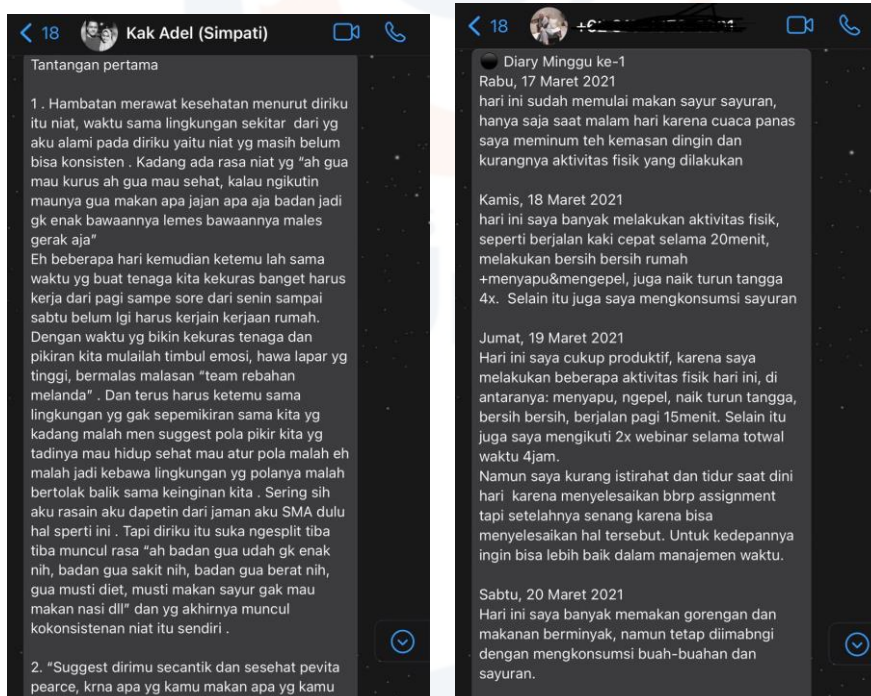 18
Kak Adel (Simpati)
Tantangan pertama
1 . Hambatan merawat kesehatan menurut diriku
itu niat, waktu sama lingkungan sekitar dari yg
aku alami pada diriku yaitu niat yg masih belum
bisa konsisten . Kadang ada rasa niat yg “ah gua
mau kurus ah gua mau sehat, kalau ngikutin
maunya gua makan apa jajan apa aja badan jadi
gk enak bawaannya lemes bawaannya males
gerak aja”
Eh beberapa hari kemudian ketemu lah sama
waktu yg buat tenaga kita kekuras banget harus
kerja dari pagi sampe sore dari senin sampai
sabtu belum lgi harus kerjain kerjaan rumah.
Dengan waktu yg bikin kekuras tenaga dan
pikiran kita mulailah timbul emosi, hawa lapar yg
tinggi, bermalas malasan “team rebahan
melanda” . Dan terus harus ketemu sama
lingkungan yg gak sepemikiran sama kita yg
kadang malah men suggest pola pikir kita yg
tadinya mau hidup sehat mau atur pola malah eh
malah jadi kebawa lingkungan yg polanya malah
bertolak balik sama keinginan kita . Sering sih
aku rasain aku dapetin dari jaman aku SMA dulu
hal sperti ini . Tapi diriku itu suka ngesplit tiba
tiba muncul rasa “ah badan gua udah gk enak
nih, badan gua sakit nih, badan gua berat nih,
gua musti diet, musti makan sayur gak mau
makan nasi dll” dan yg akhirnya muncul
kokonsistenan niat itu sendiri .
2. “Suggest dirimu secantik dan sesehat pevita
pearce, krna apa yg kamu makan apa yg kamu
18
Diary Minggu ke-1
Rabu, 17 Maret 2021
hari ini sudah memulai makan sayur sayuran,
hanya saja saat malam hari karena cuaca panas
saya meminum teh kemasan dingin dan
kurangnya aktivitas fisik yang dilakukan
Kamis, 18 Maret 2021
hari ini saya banyak melakukan aktivitas fisik,
seperti berjalan kaki cepat selama 20menit,
melakukan bersih bersih rumah
+menyapu&mengepel, juga naik turun tangga
4x. Selain itu juga saya mengkonsumsi sayuran
Jumat, 19 Maret 2021
Hari ini saya cukup produktif, karena saya
melakukan beberapa aktivitas fisik hari ini, di
antaranya: menyapu, ngepel, naik turun tangga,
bersih bersih, berjalan pagi 15menit. Selain itu
juga saya mengikuti 2x webinar selama totwal
waktu 4jam.
Namun saya kurang istirahat dan tidur saat dini
hari karena menyelesaikan bbrp assignment
tapi setelahnya senang karena bisa
menyelesaikan hal tersebut. Untuk kedepannya
ingin bisa lebih baik dalam manajemen waktu.
Sabtu, 20 Maret 2021
Hari ini saya banyak memakan gorengan dan
makanan berminyak, namun tetap diimabngi
dengan mengkonsumsi buah-buahan dan
sayuran.